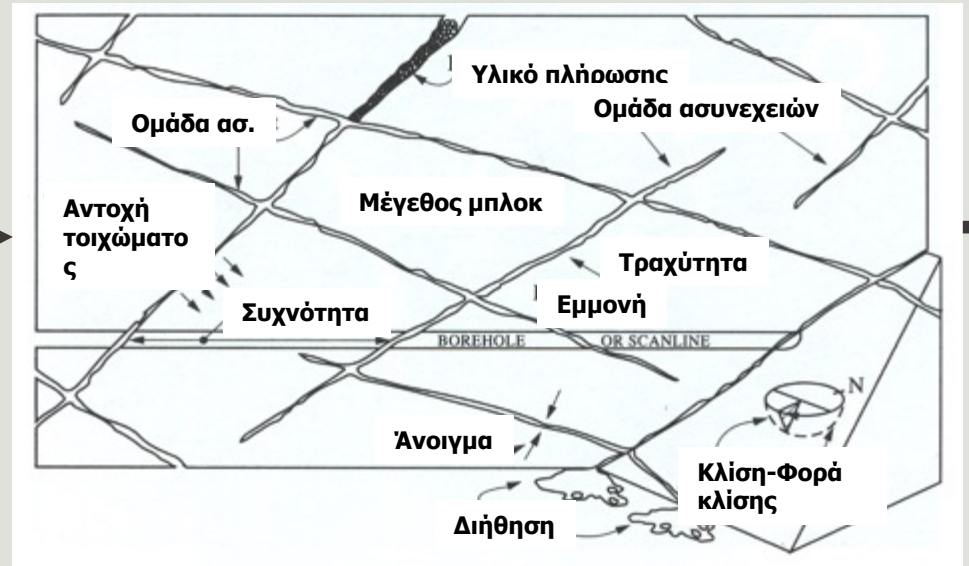 Υλικό πλήρωσης
Ομάδα ασυνεχειών
Ομάδα ασ.
Μέγεθος μπλοκ
Αντοχή
τοιχώματο
ς
Τραχύτητα
Εμμονή
Συχνότητα
BOREHOLE OR SCANLINE
N
Άνοιγμα
Κλίση-Φορά
κλίσης
Διήθηση